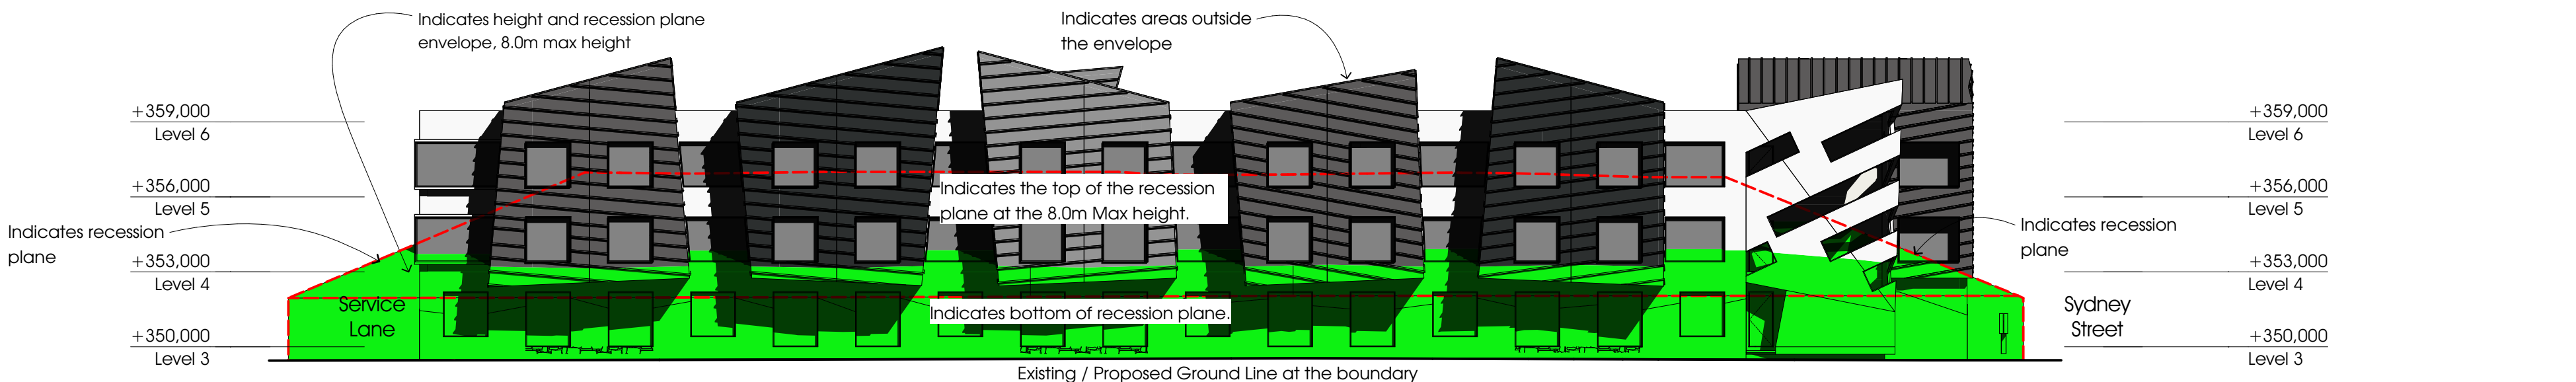 Indicates height and recession plane
envelope, 8.0m max height
Indicates areas outside
the envelope
+359,000
Level 6
+356,000
Level 5
Indicates recession
plane
+353,000
Level 4
Service
Lane
+350,000
Level 3
Indicates the top of the recession
plane at the 8.0m Max height.
Indicates bottom of recession plane.
+359,000
Level 6
+356,000
Level 5
Indicates recession
plane
+353,000
Level 4
Sydney
Street
+350,000
Level 3
Existing / Proposed Ground Line at the boundary